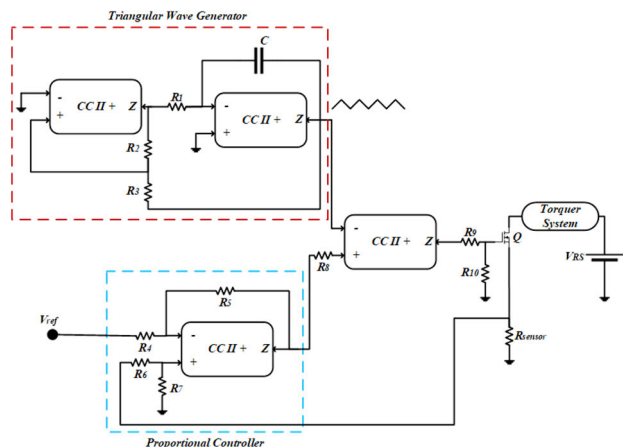 Triangular Wave Generator
C
R1
-
+
CC II +
Z
-
+
CC II +
Z
R2
R3
-
+
CC II +
Z
R8
R9
R10
Q
Torquer
System
VRS
Rsensor
Vref
R4
R5
R6
R7
-
+
CC II +
Z
Proportional Controller